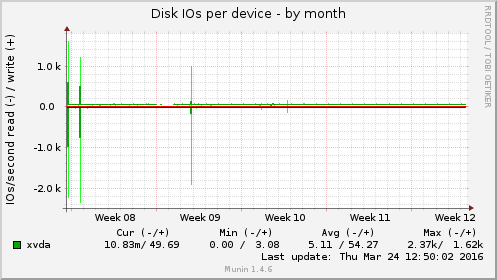 Disk IOs per device - by month
RRDTOOL / TOBI OETIKER
IOs/second read (-) / write (+)
1.0 k
0.0
-1.0 k
-2.0 k
Week 08 Week 09 Week 10 Week 11 Week 12
Cur (-/+) Min (-/+) Avg (-/+) Max (-/+)
xvda 10.83m/ 49.69 0.00 / 3.08 5.11 / 54.27 2.37k/ 1.62k
Last update: Thu Mar 24 12:50:02 2016
Munin 1.4.6